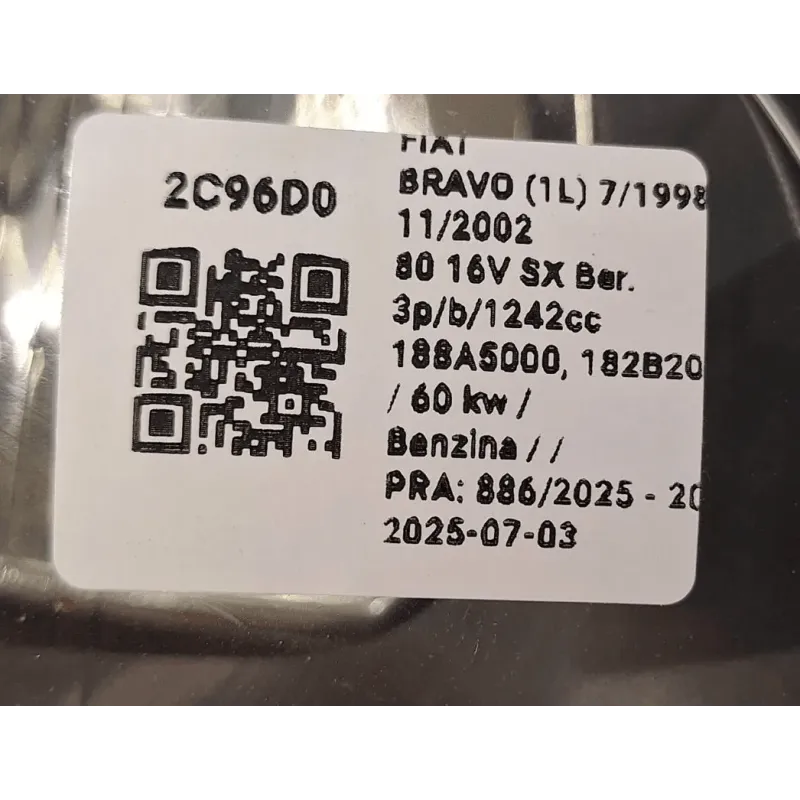 2C96D0
FIAT
BRAVO (1L) 7/1998
11/2002
80 16V SX Ber.
3p/b/1242cc
188A5000, 182B20
/ 60 kw /
Benzina / /
PRA: 886/2025 - 20
2025-07-03